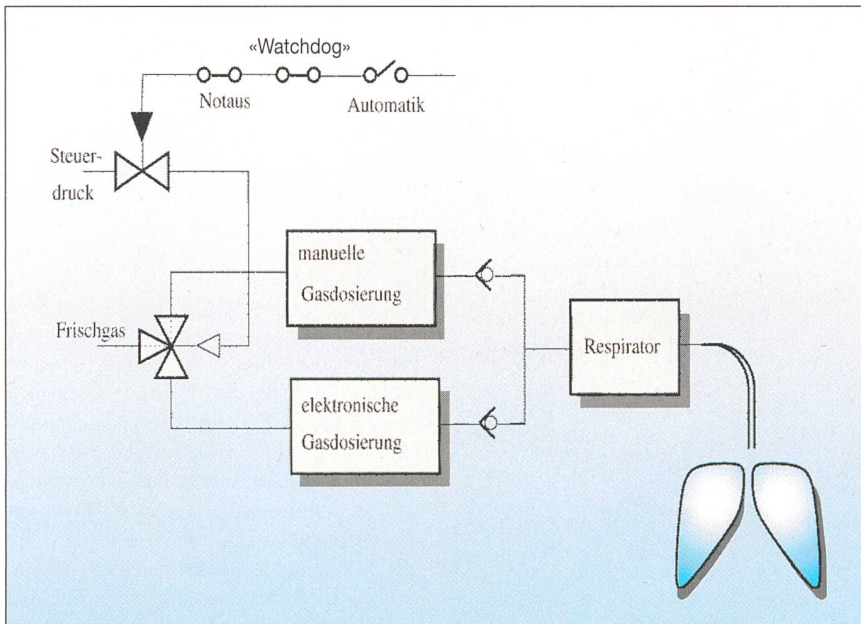 «Watchdog»
Notaus
Automatik
Steuer-
druck
manuelle
Gasdosierung
Frischgas
Respirator
elektronische
Gasdosierung